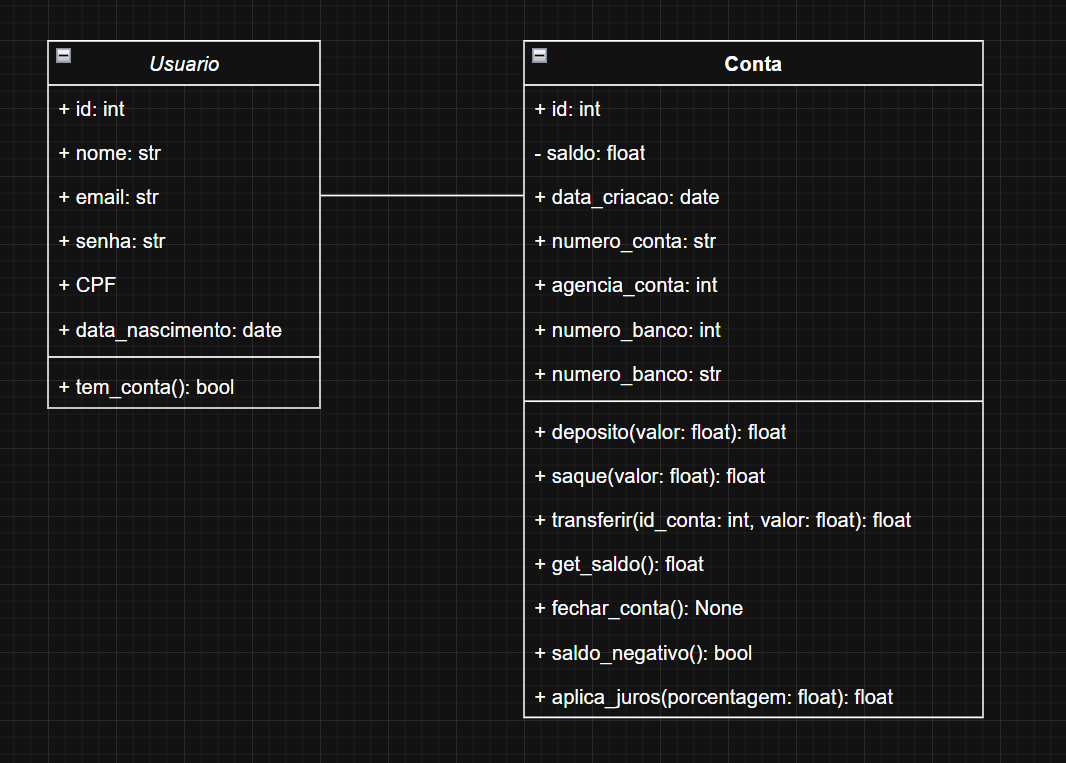 Usuario
+ id: int
+ nome: str
+ email: str
+ senha: str
+ CPF
+ data_nascimento: date
+ tem_conta(): bool
Conta
+ id: int
- saldo: float
+ data_criacao: date
+ numero_conta: str
+ agencia_conta: int
+ numero_banco: int
+ numero_banco: str
+ deposito(valor: float): float
+ saque(valor: float): float
+ transferir(id_conta: int, valor: float): float
+ get_saldo(): float
+ fechar_conta(): None
+ saldo_negativo(): bool
+ aplica_juros(porcentagem: float): float